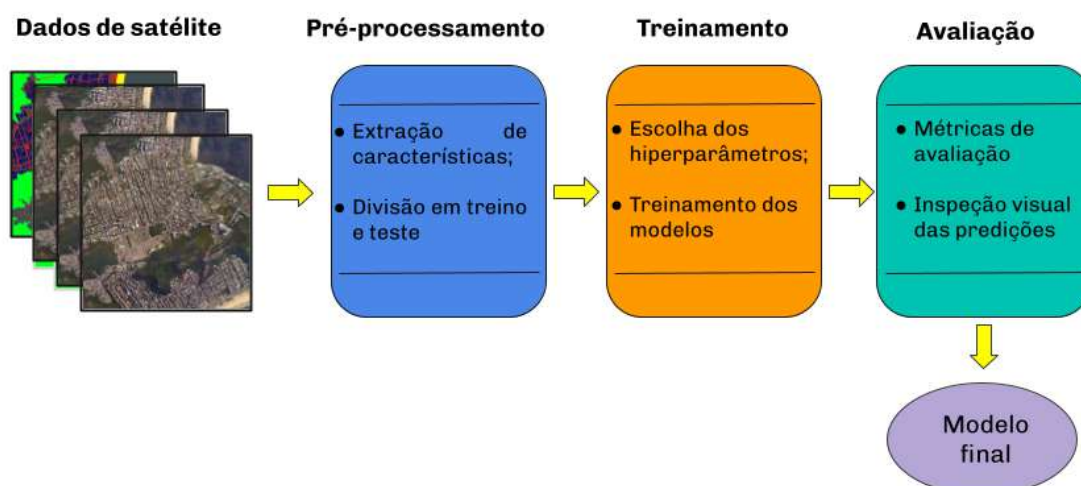 Dados de satélite
Pré-processamento
Treinamento
Avaliação
● Extração de
características;
● Divisão em treino
e teste
● Escolha dos
hiperparâmetros;
● Treinamento dos
modelos
● Métricas de
avaliação
● Inspeção visual
das predições
Modelo
final